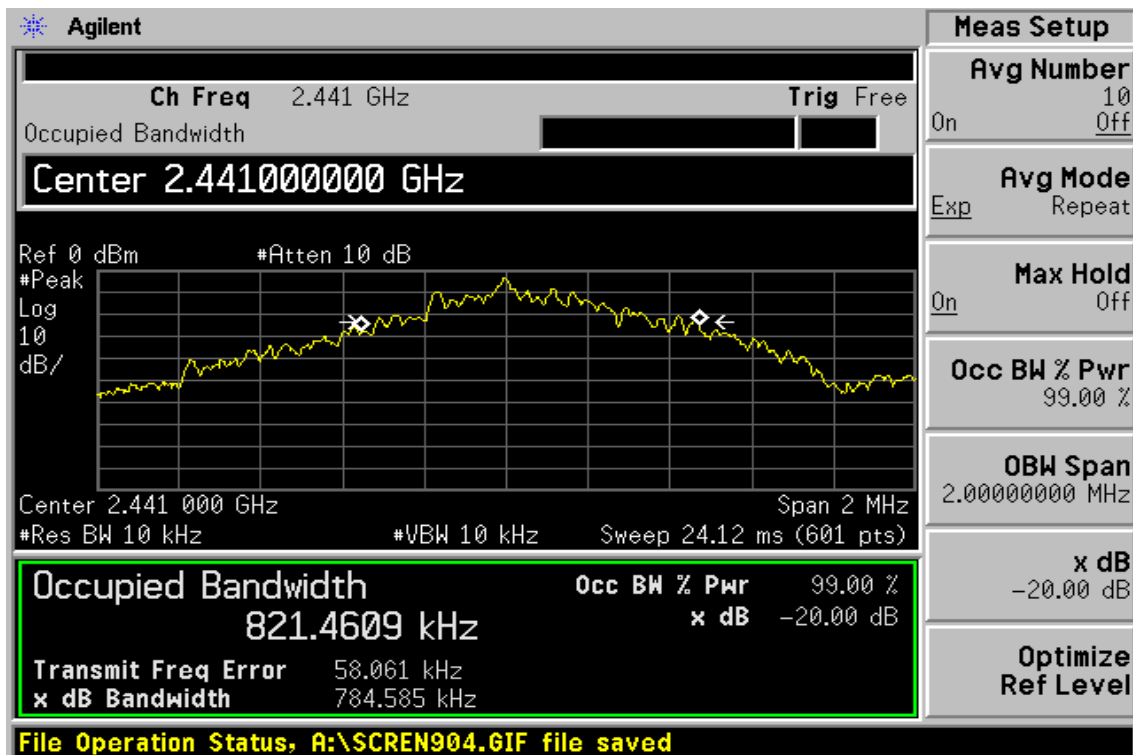 Agilent
Ch Freq 2.441 GHz Trig Free
Occupied Bandwidth
Center 2.441000000 GHz
Ref 0 dBm #Atten 10 dB
#Peak
Log
10
dB/
Center 2.441 000 GHz Span 2 MHz
#Res BW 10 kHz #VBW 10 kHz Sweep 24.12 ms (601 pts)
Occupied Bandwidth
821.4609 kHz
Occ BW % Pwr 99.00 %
x dB -20.00 dB
Transmit Freq Error 58.061 kHz
x dB Bandwidth 784.585 kHz
File Operation Status, A:\SCREN904.GIF file saved
Meas Setup
Avg Number
10
On Off
Avg Mode
Exp Repeat
Max Hold
On Off
Occ BW % Pwr
99.00 %
OBW Span
2.00000000 MHz
x dB
-20.00 dB
Optimize
Ref Level